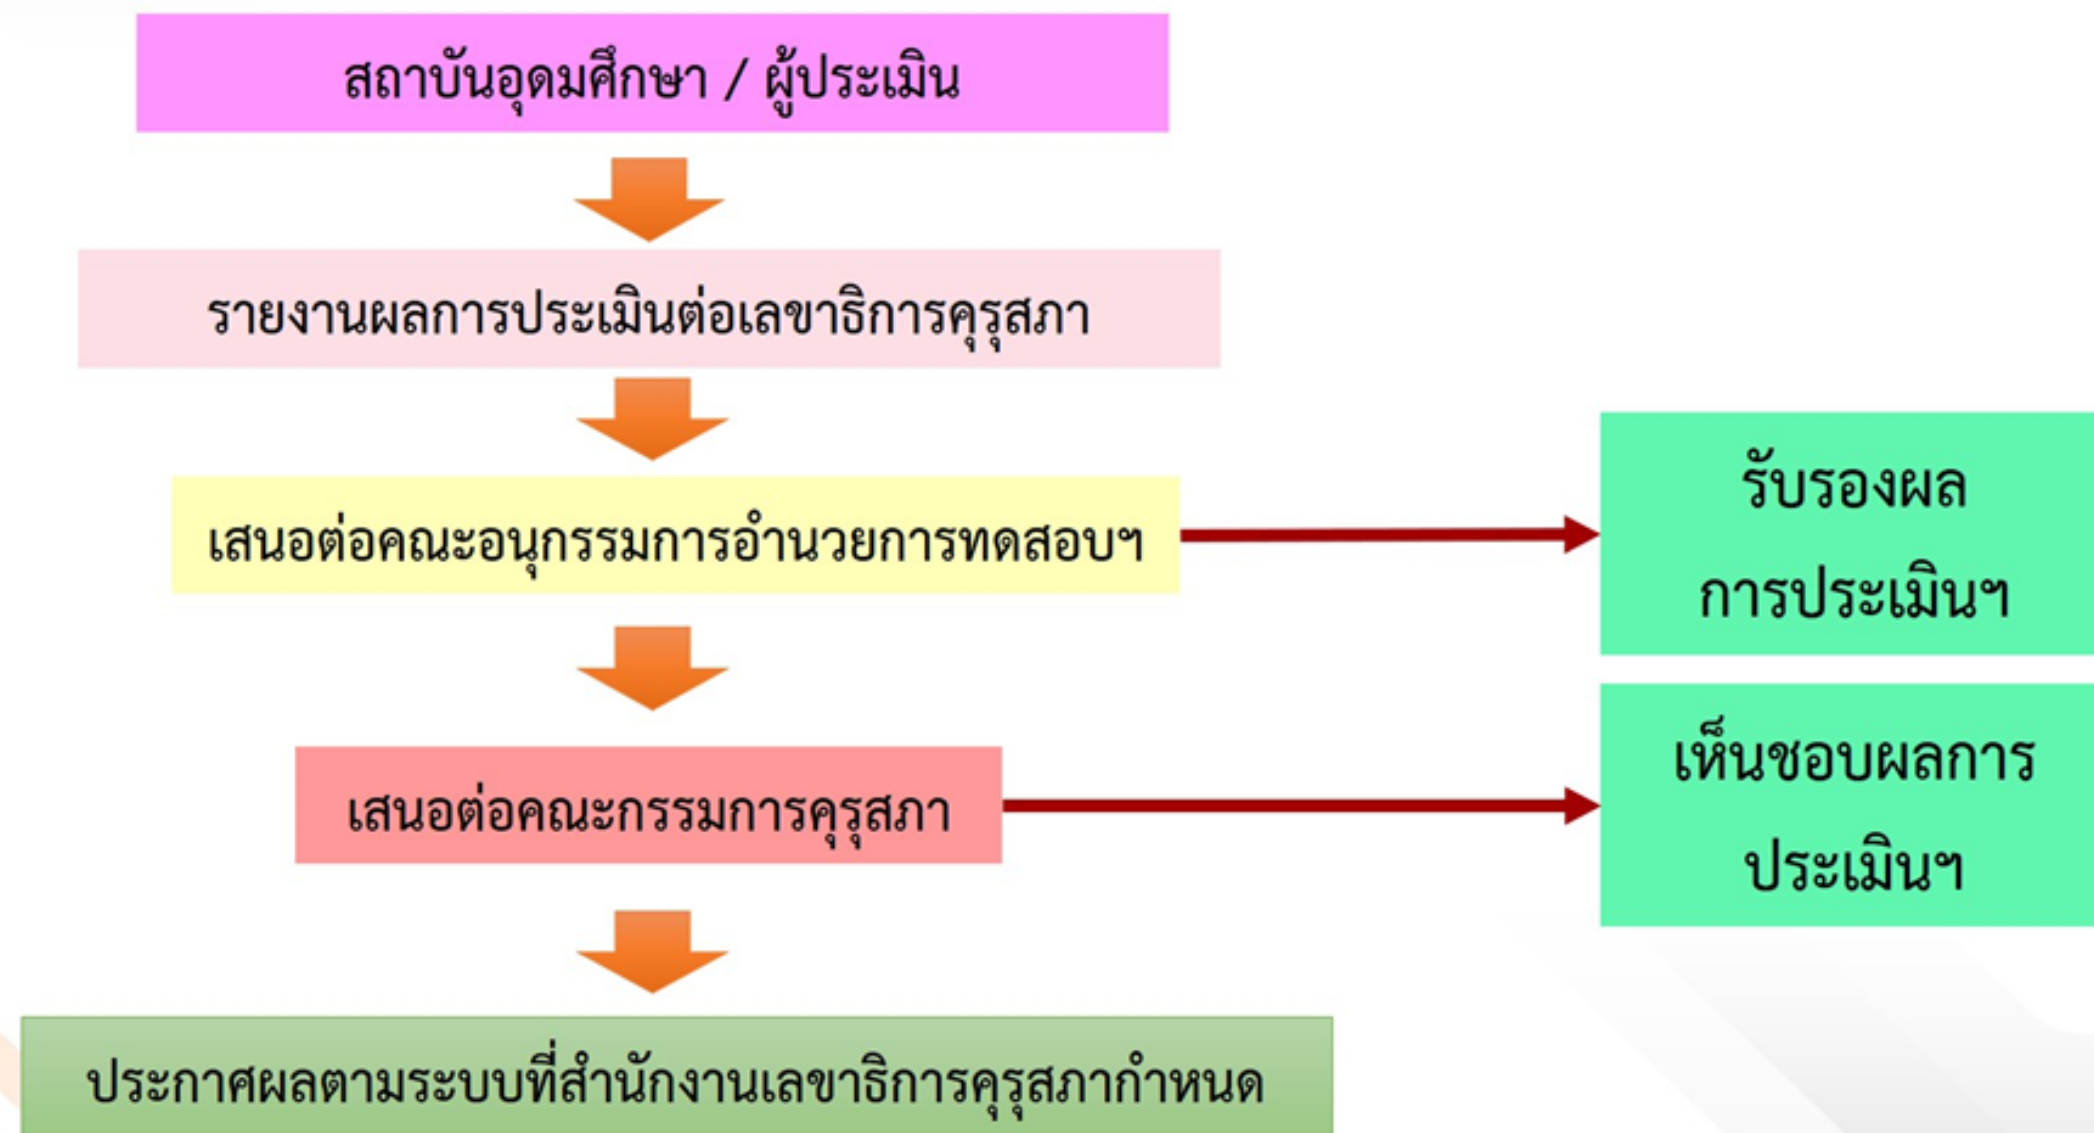 สถาบันอุดมศึกษา / ผู้ประเมิน
รายงานผลการประเมินต่อเลขาธิการคุรุสภา
เสนอต่อคณะอนุกรรมการอำนวยการทดสอบฯ
รับรองผล
การประเมินฯ
เสนอต่อคณะกรรมการคุรุสภา
เห็นชอบผลการ
ประเมินฯ
ประกาศผลตามระบบที่สำนักงานเลขาธิการคุรุสภากำหนด